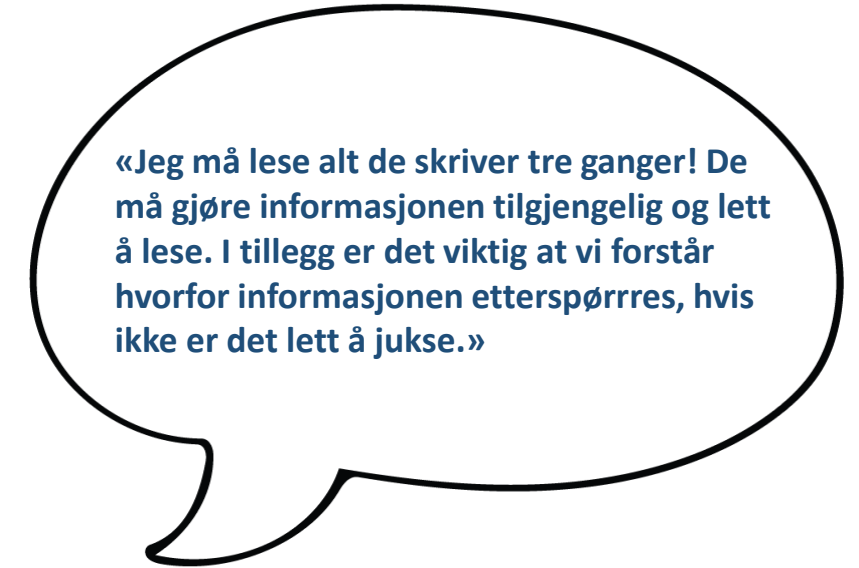 «Jeg må lese alt de skriver tre ganger! De
må gjøre informasjonen tilgjengelig og lett
å lese. I tillegg er det viktig at vi forstår
hvorfor informasjonen etterspørrres, hvis
ikke er det lett å jukse.»